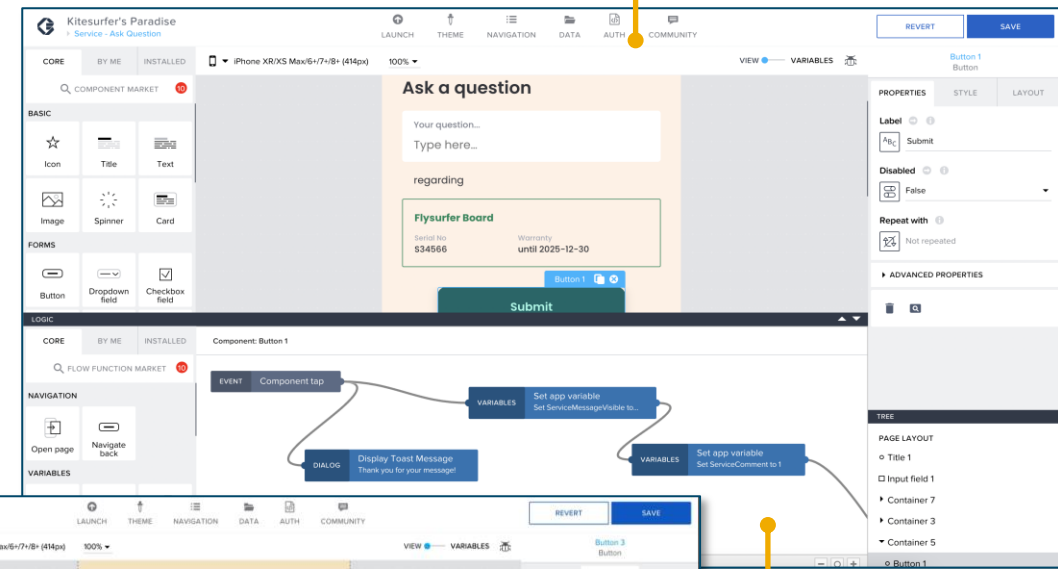 Kitesurfer's Paradise
Service - Ask Question
LAUNCH THEME NAVIGATION DATA AUTH COMMUNITY
REVERT SAVE
CORE BY ME INSTALLED
iPhone XR/XS Max/6+/7+/8+ (414px) 100%
VIEW VARIABLES
Button 1
Button
COMPONENT MARKET 10
PROPERTIES STYLE LAYOUT
BASIC
Icon Title Text
Image Spinner Card
FORMS
Button Dropdown field Checkbox field
Ask a question
Your question...
Type here...
regarding
Flysurfer Board
Serial No Warranty
S34566 until 2025-12-30
Button 1
Submit
Label
ABC Submit
Disabled
False
Repeat with
Not repeated
ADVANCED PROPERTIES
LOGIC
CORE BY ME INSTALLED
Component: Button 1
FLOW FUNCTION MARKET 10
NAVIGATION
Open page Navigate back
VARIABLES
EVENT Component tap
VARIABLES Set app variable
Set ServiceMessageVisible to...
DIALOG Display Toast Message
Thank you for your message!
VARIABLES Set app variable
Set ServiceComment to 1
TREE
PAGE LAYOUT
Title 1
Input field 1
Container 7
Container 3
Container 5
Button 1
LAUNCH THEME NAVIGATION DATA AUTH COMMUNITY
REVERT SAVE
ax/6+/7+/8+ (414px) 100%
VIEW VARIABLES
Button 3
Button